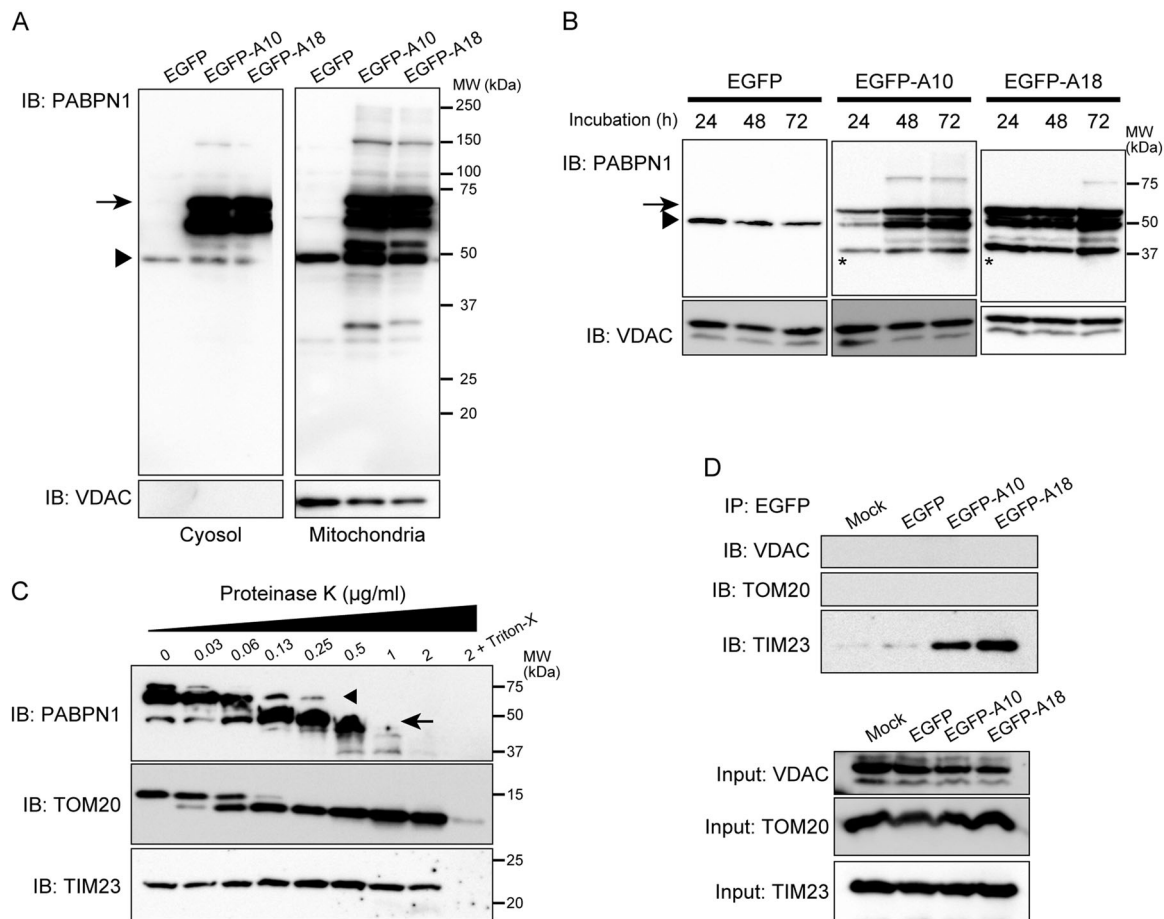 A
EGFP
EGFP-A10
EGFP-A18
EGFP
EGFP-A10
EGFP-A18
IB: PABPN1
MW (kDa)
250
150
100
75
50
37
25
20
IB: VDAC
Cyosol
Mitochondria
B
EGFP
EGFP-A10
EGFP-A18
Incubation (h)
24 48 72
24 48 72
24 48 72
MW
(kDa)
IB: PABPN1
75
50
37
*
*
IB: VDAC
C
Proteinase K (µg/ml)
0 0.03 0.06 0.13 0.25 0.5 1 2 2 + Triton-X
MW
(kDa)
IB: PABPN1
75
50
37
IB: TOM20
15
IB: TIM23
25
20
D
IP: EGFP
Mock
EGFP
EGFP-A10
EGFP-A18
IB: VDAC
IB: TOM20
IB: TIM23
Mock
EGFP
EGFP-A10
EGFP-A18
Input: VDAC
Input: TOM20
Input: TIM23